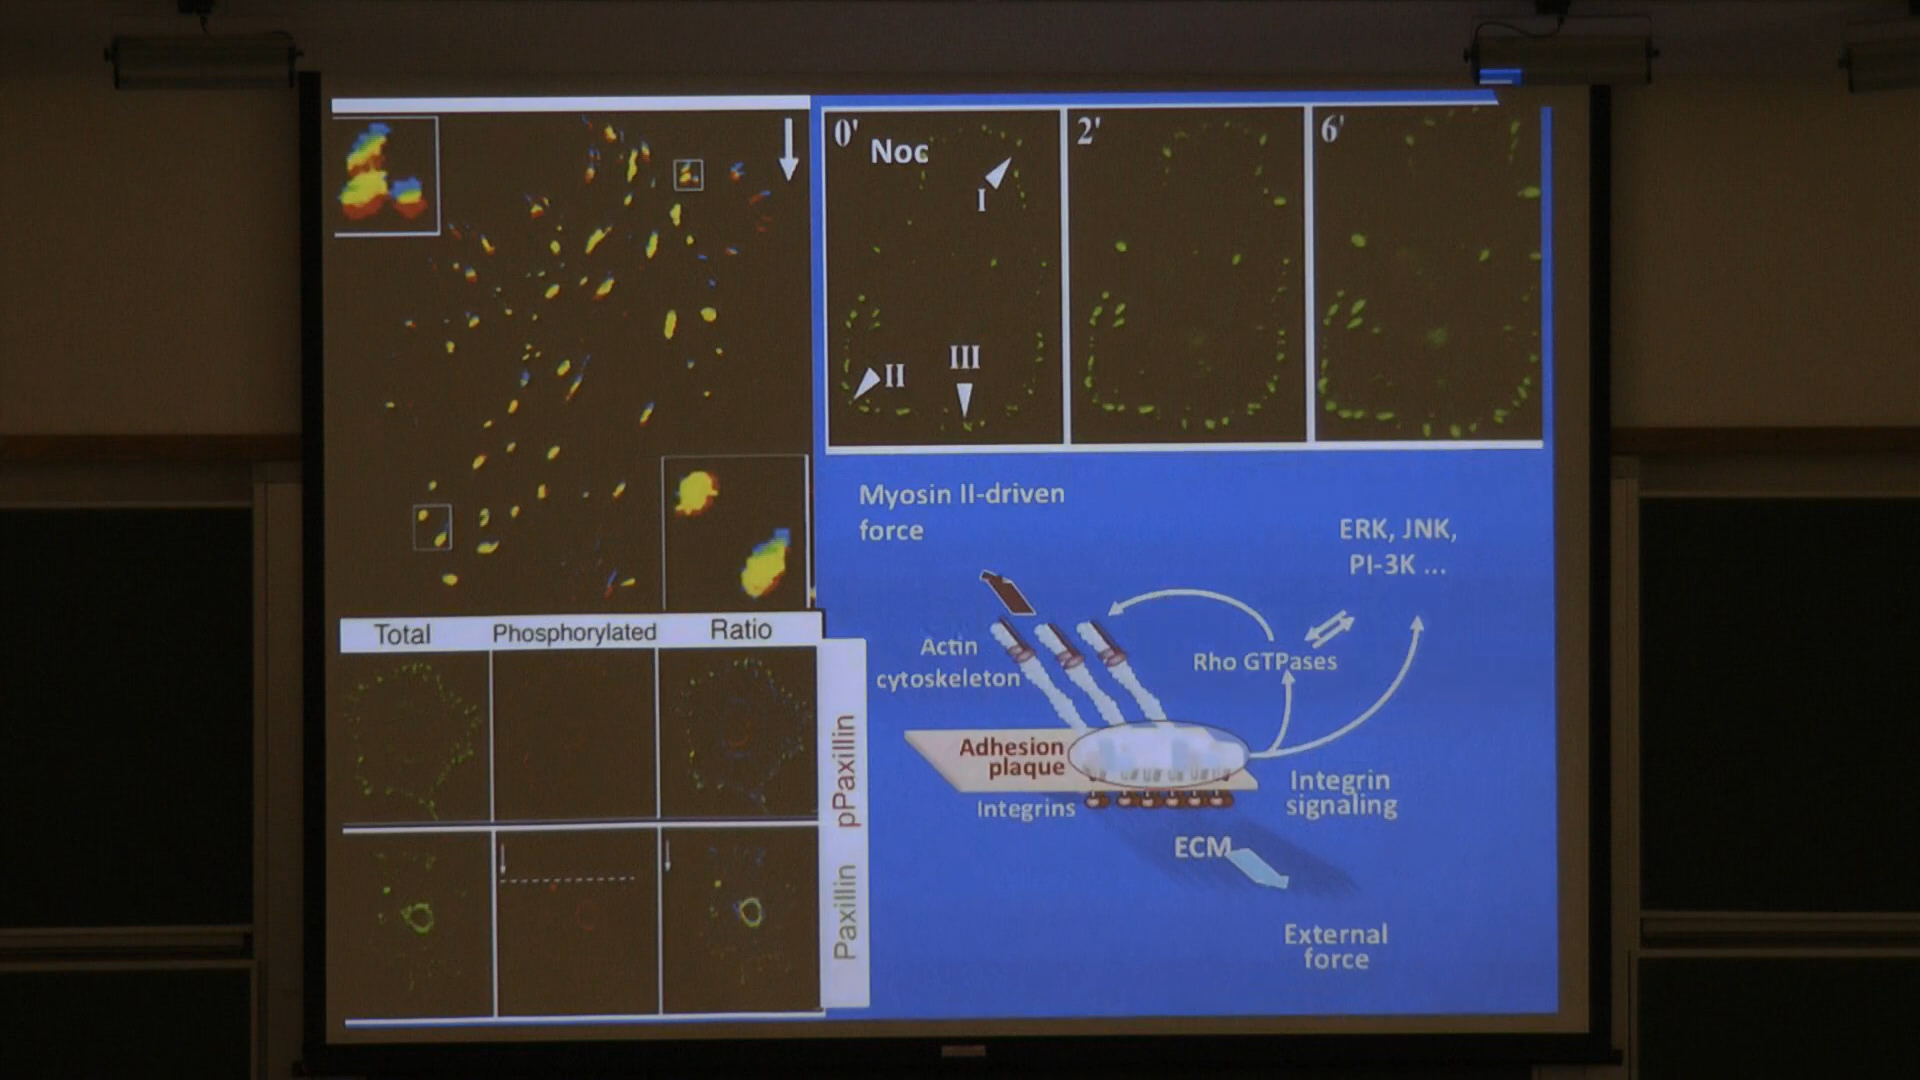 0'
Noc
I
II
III
2'
6'
Total
Phosphorylated
Ratio
pPaxillin
Paxillin
Myosin II-driven
force
ERK, JNK,
PI-3K ...
Actin
cytoskeleton
Rho GTPases
Adhesion
plaque
Integrins
Integrin
signaling
ECM
External
force